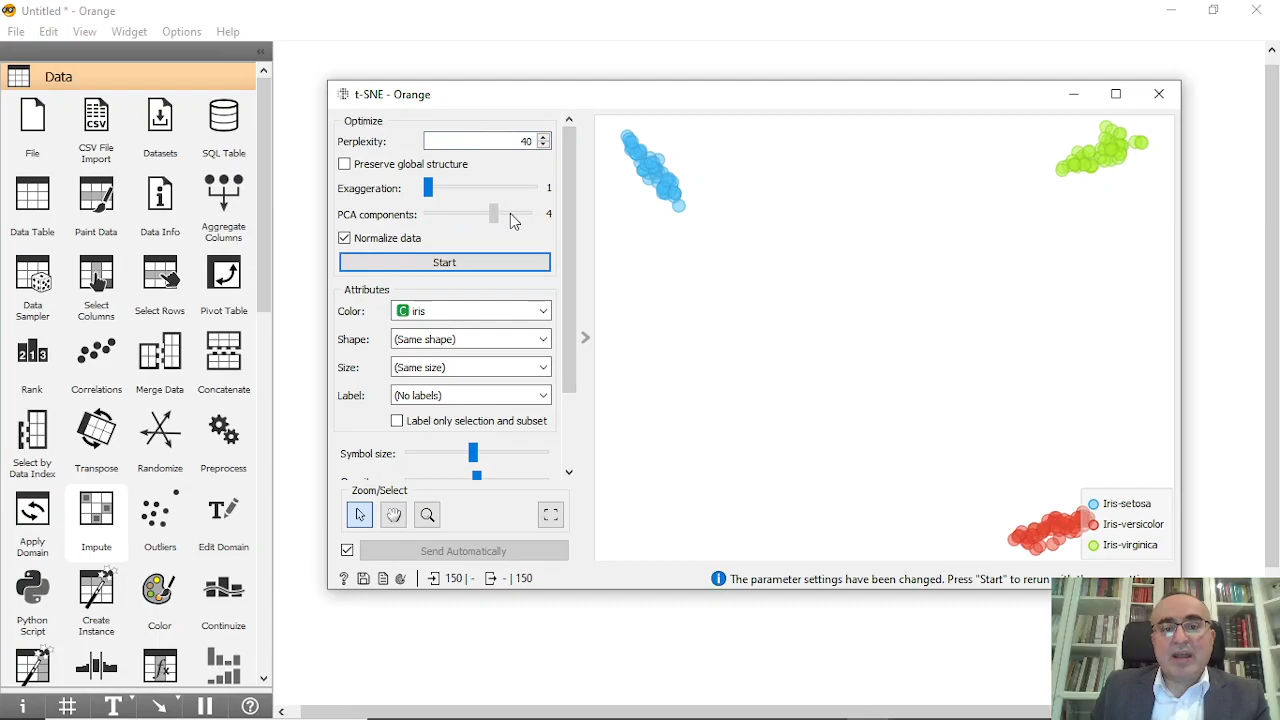 Untitled * - Orange
File Edit View Widget Options Help
Data
File
CSV File
Import
Datasets
SQL Table
Data Table
Paint Data
Data Info
Aggregate
Columns
Data
Sampler
Select
Columns
Select Rows
Pivot Table
Rank
Correlations
Merge Data
Concatenate
Select by
Data Index
Transpose
Randomize
Preprocess
Apply
Domain
Impute
Outliers
Edit Domain
Python
Script
Create
Instance
Color
Continuize
t-SNE - Orange
Optimize
Perplexity: 40
Preserve global structure
Exaggeration: 1
PCA components: 4
Normalize data
Start
Attributes
Color: C iris
Shape: (Same shape)
Size: (Same size)
Label: (No labels)
Label only selection and subset
Symbol size:
Zoom/Select
Send Automatically
150 | - - | 150
Iris-setosa
Iris-versicolor
Iris-virginica
The parameter settings have been changed. Press "Start" to rerun